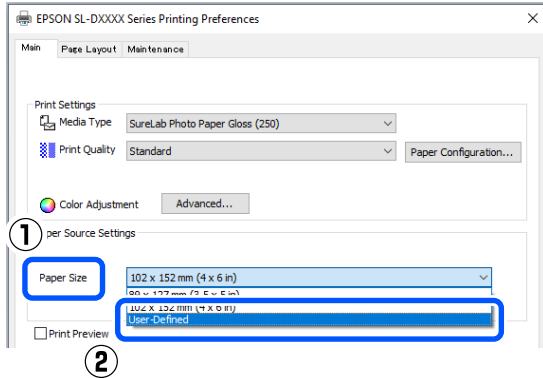 EPSON SL-DXXXX Series Printing Preferences
Main Page Layout Maintenance
Print Settings
Media Type SureLab Photo Paper Gloss (250)
Print Quality Standard Paper Configuration...
Color Adjustment Advanced...
①
per Source Settings
Paper Size 102 x 152 mm (4 x 6 in)
89 x 127 mm (3.5 x 5 in)
102 x 152 mm (4 x 6 in)
User-Defined
Print Preview
②